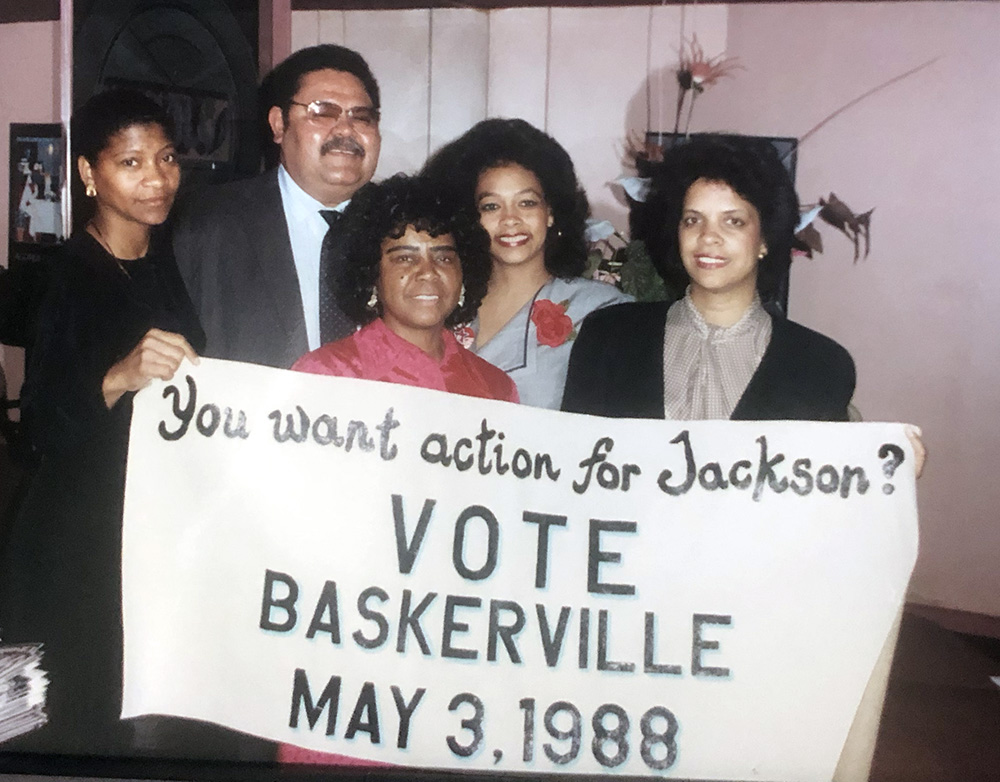 You want action for Jackson?
VOTE
BASKERVILLE
MAY 3, 1988